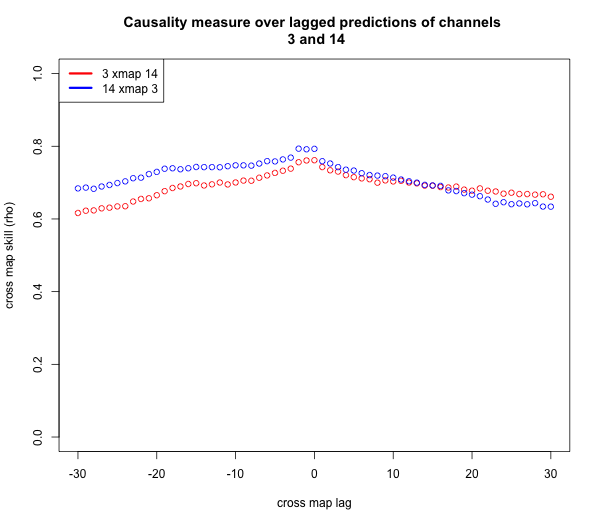 Causality measure over lagged predictions of channels
3 and 14
3 xmap 14
14 xmap 3
cross map skill (rho)
1.0
0.8
0.6
0.4
0.2
0.0
-30
-20
-10
0
10
20
30
cross map lag